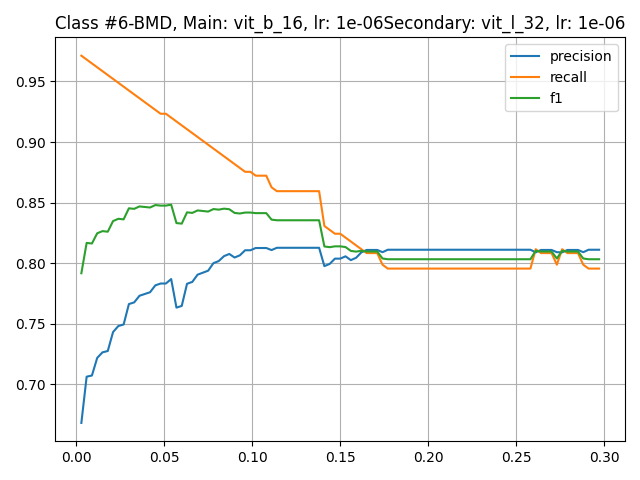 Class #6-BMD, Main: vit_b_16, lr: 1e-06Secondary: vit_l_32, lr: 1e-06
precision
recall
f1
0.95
0.90
0.85
0.80
0.75
0.70
0.00 0.05 0.10 0.15 0.20 0.25 0.30